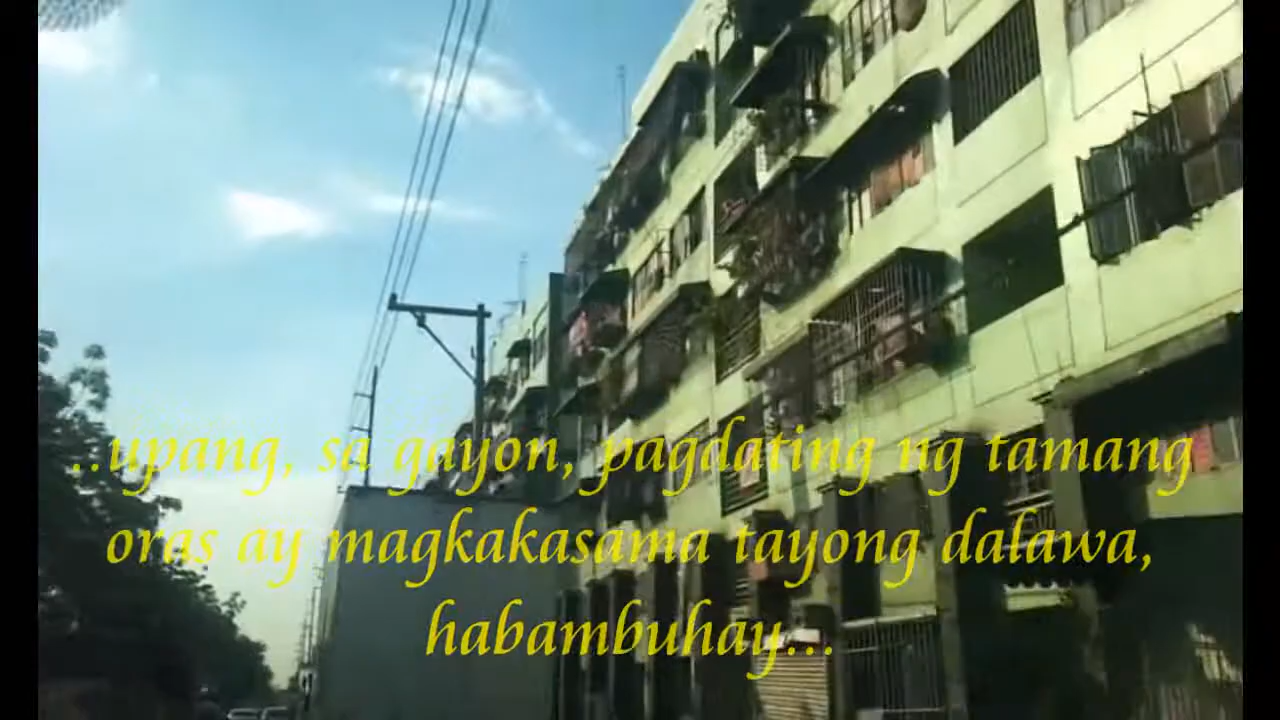 ..upang, sa gayon, pagdating ng tamang
oras ay magkakasama tayong dalawa,
habambuhay...